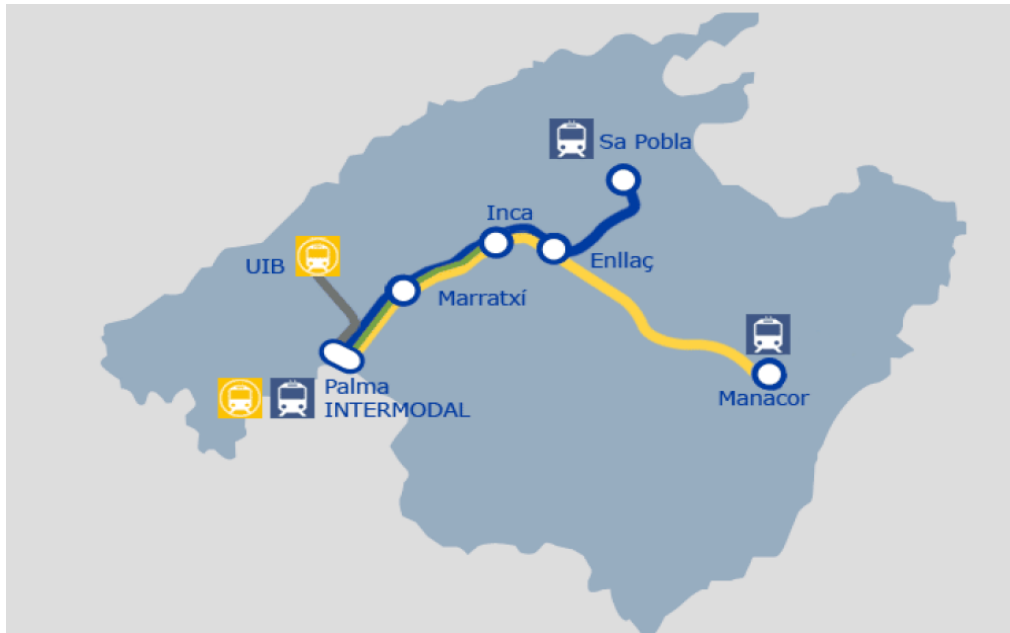 Sa Pobla
Inca
UIB
Enllaç
Marratxí
Palma
INTERMODAL
Manacor